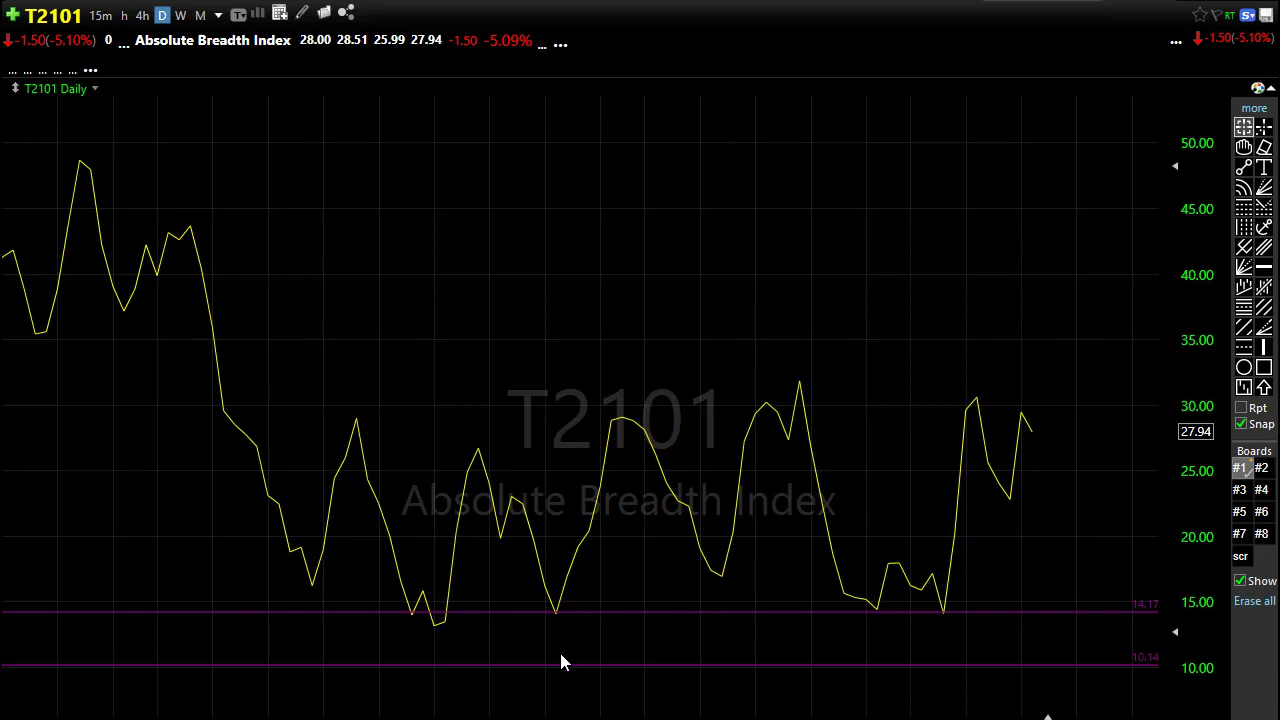 T2101 15m h 4h D W M T RT S
-1.50(-5.10%) 0 ... Absolute Breadth Index 28.00 28.51 25.99 27.94 -1.50 -5.09% ... ... ... -1.50(-5.10%)
... ... ... ... ... ...
T2101 Daily
more
50.00
45.00
40.00
35.00
T2101
30.00
Rpt
Snap
27.94
Boards
25.00
#1 #2
Absolute Breadth Index
#3 #4
#5 #6
20.00
#7 #8
scr
Show
14.17
15.00
Erase all
10.14
10.00